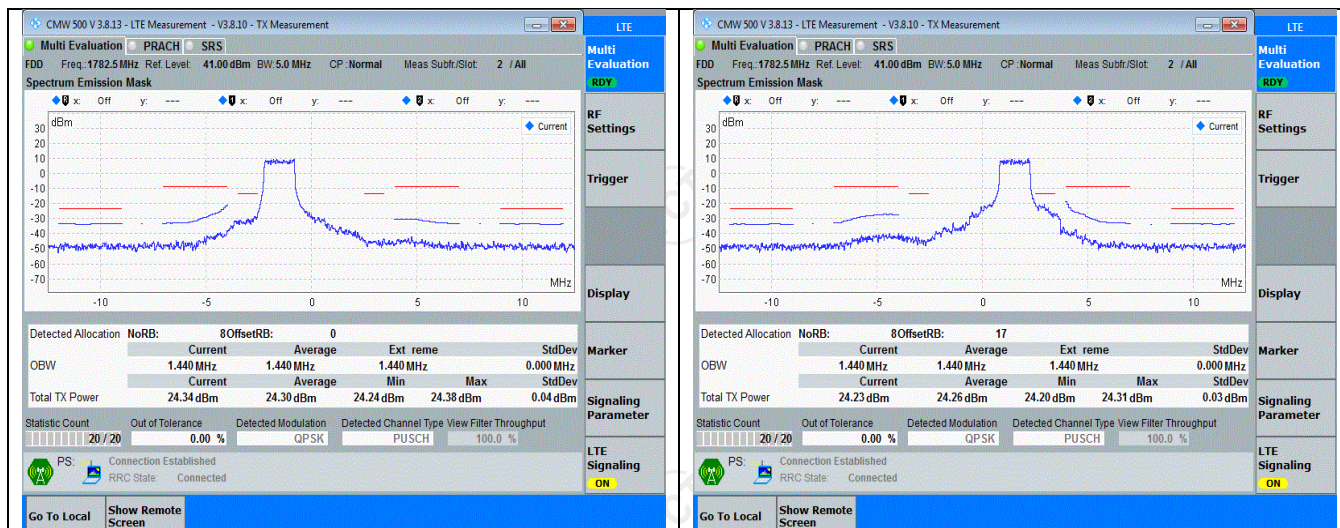 CMW 500 V 3.8.13 - LTE Measurement - V3.8.10 - TX Measurement
LTE
Multi Evaluation PRACH SRS
Multi Evaluation
RDY
FDD Freq.:1782.5 MHz Ref. Level: 41.00 dBm BW:5.0 MHz CP :Normal Meas Subfr./Slot: 2 / All
Spectrum Emission Mask
0 x: Off y: --- 1 x: Off y: --- 2 x: Off y: ---
dBm
Current
30
20
10
0
-10
-20
-30
-40
-50
-60
-70
MHz
-10 -5 0 5 10
RF
Settings
Trigger
Display
Marker
Signaling
Parameter
LTE
Signaling
ON
Detected Allocation NoRB: 8 OffsetRB: 0
Current Average Ext reme StdDev
OBW 1.440 MHz 1.440 MHz 1.440 MHz 0.000 MHz
Current Average Min Max StdDev
Total TX Power 24.34 dBm 24.30 dBm 24.24 dBm 24.38 dBm 0.04 dBm
Statistic Count Out of Tolerance Detected Modulation Detected Channel Type View Filter Throughput
20 / 20 0.00 % QPSK PUSCH 100.0 %
PS: Connection Established
RRC State: Connected
Go To Local
Show Remote
Screen
CMW 500 V 3.8.13 - LTE Measurement - V3.8.10 - TX Measurement
LTE
Multi Evaluation PRACH SRS
Multi Evaluation
RDY
FDD Freq.:1782.5 MHz Ref. Level: 41.00 dBm BW:5.0 MHz CP :Normal Meas Subfr./Slot: 2 / All
Spectrum Emission Mask
0 x: Off y: --- 1 x: Off y: --- 2 x: Off y: ---
dBm
Current
30
20
10
0
-10
-20
-30
-40
-50
-60
-70
MHz
-10 -5 0 5 10
RF
Settings
Trigger
Display
Marker
Signaling
Parameter
LTE
Signaling
ON
Detected Allocation NoRB: 8 OffsetRB: 17
Current Average Ext reme StdDev
OBW 1.440 MHz 1.440 MHz 1.440 MHz 0.000 MHz
Current Average Min Max StdDev
Total TX Power 24.23 dBm 24.26 dBm 24.20 dBm 24.31 dBm 0.03 dBm
Statistic Count Out of Tolerance Detected Modulation Detected Channel Type View Filter Throughput
20 / 20 0.00 % QPSK PUSCH 100.0 %
PS: Connection Established
RRC State: Connected
Go To Local
Show Remote
Screen